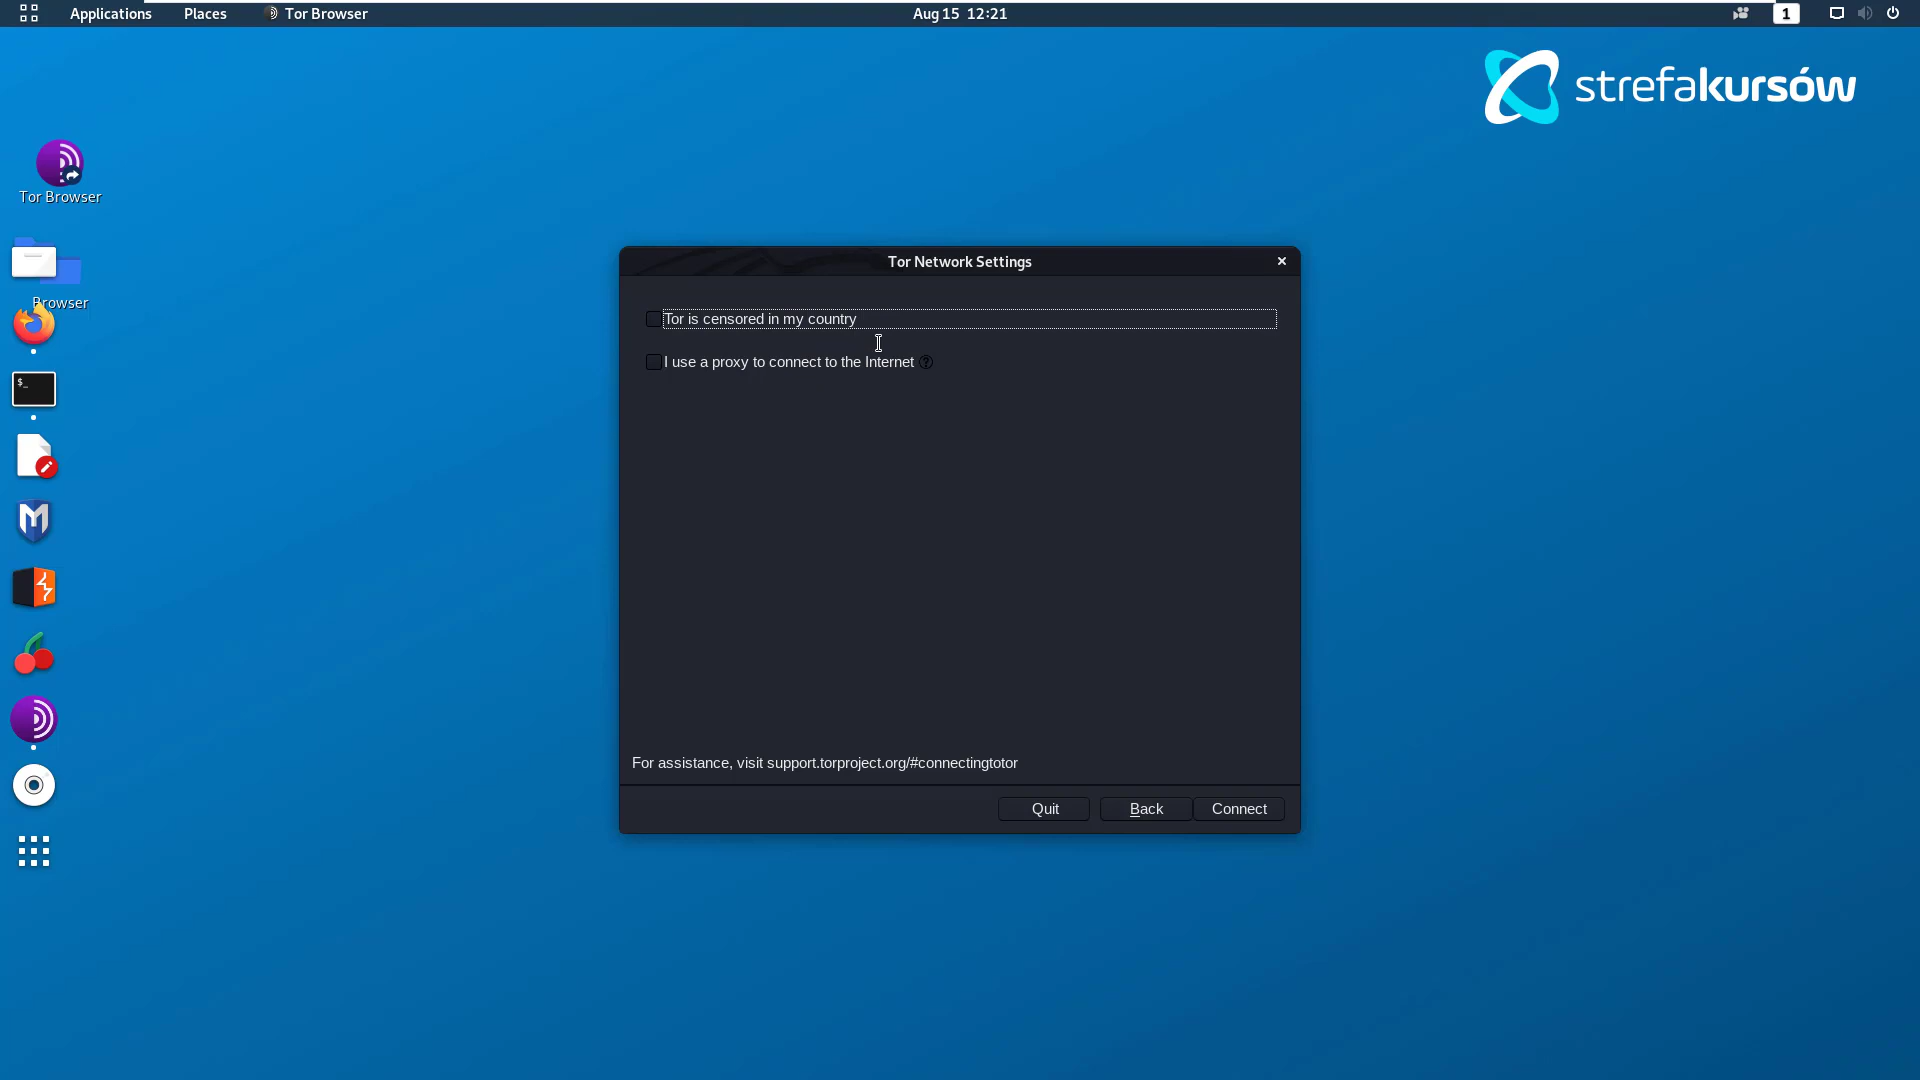 Applications Places Tor Browser Aug 15 12:21 1
strefakursów
Tor Browser
Browser
$_
Tor Network Settings
Tor is censored in my country
I use a proxy to connect to the Internet ?
For assistance, visit support.torproject.org/#connectingtotor
Quit Back Connect